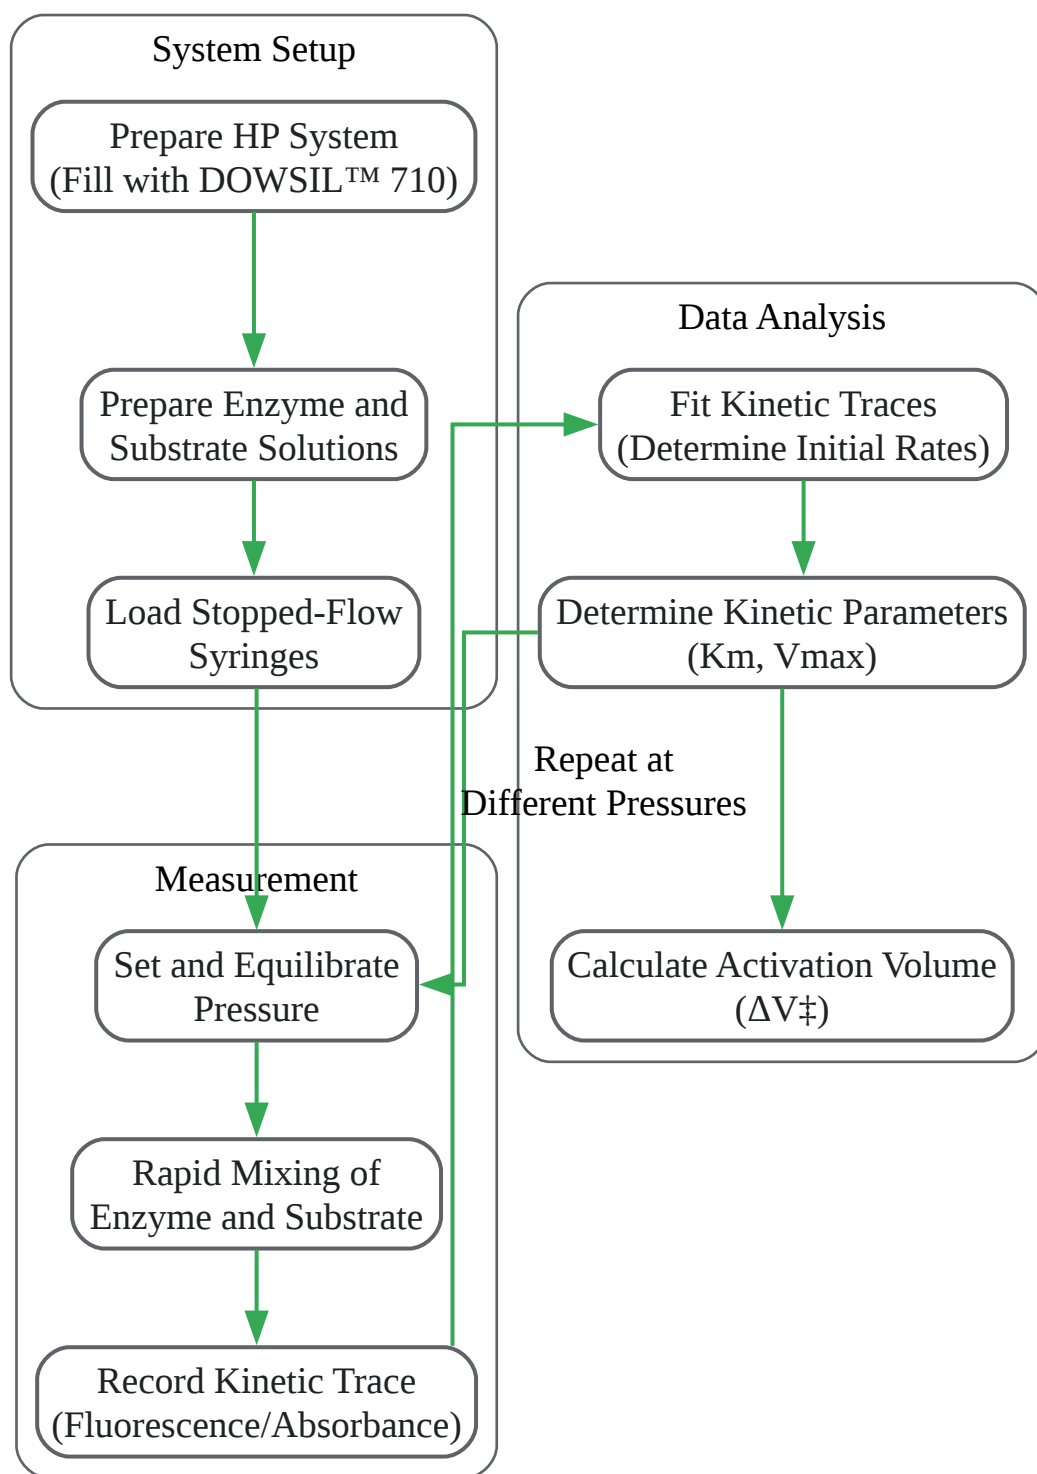 System Setup
Prepare HP System
(Fill with DOWSIL™ 710)
Prepare Enzyme and
Substrate Solutions
Load Stopped-Flow
Syringes
Data Analysis
Fit Kinetic Traces
(Determine Initial Rates)
Determine Kinetic Parameters
(Km, Vmax)
Repeat at
Different Pressures
Calculate Activation Volume
(ΔV‡)
Measurement
Set and Equilibrate
Pressure
Rapid Mixing of
Enzyme and Substrate
Record Kinetic Trace
(Fluorescence/Absorbance)